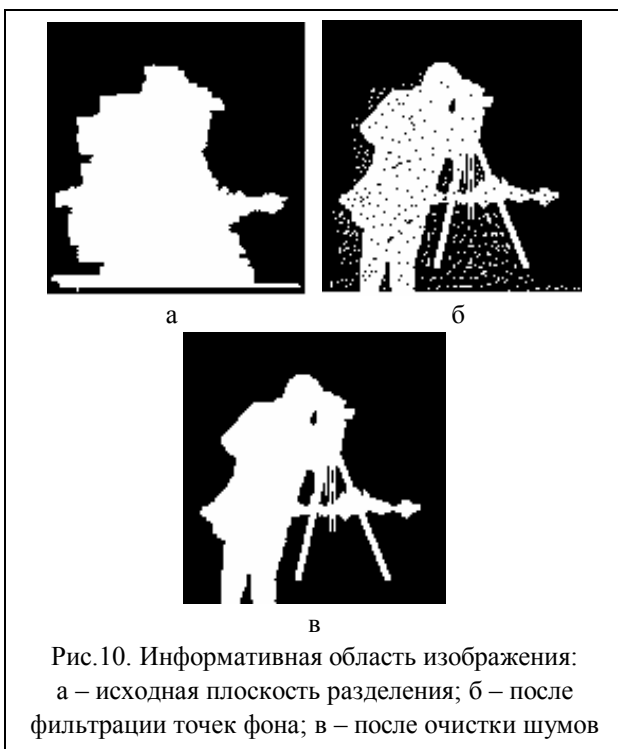 а
б
в
Рис.10. Информативная область изображения:
а – исходная плоскость разделения; б – после
фильтрации точек фона; в – после очистки шумов